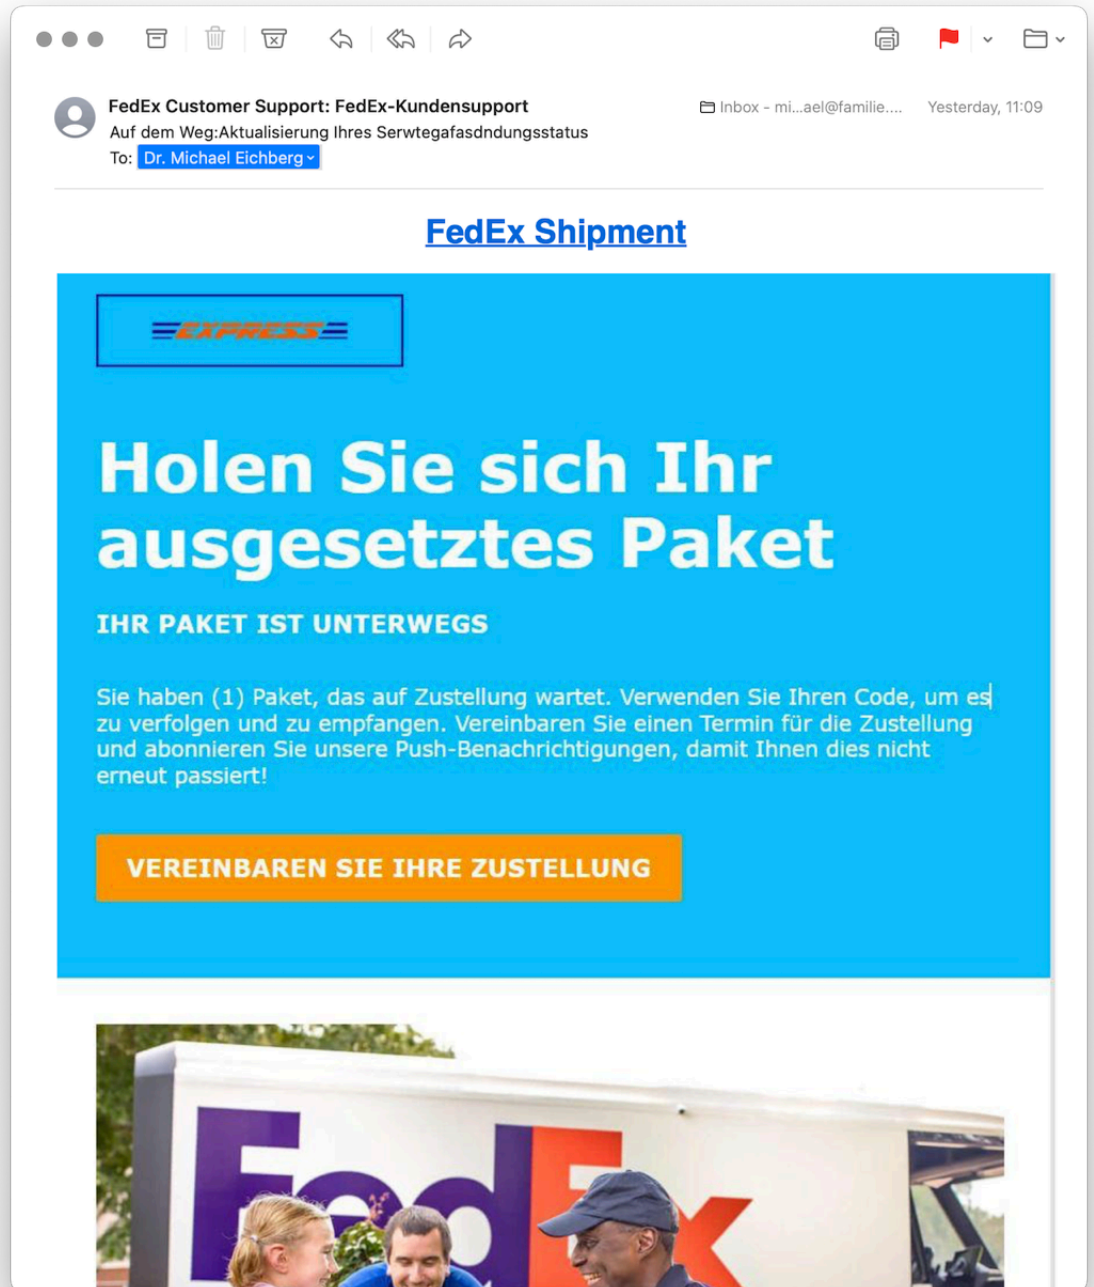 FedEx Customer Support: FedEx-Kundensupport
Inbox - mi...ael@familie....
Yesterday, 11:09
Auf dem Weg:Aktualisierung Ihres Serwtegafasdndungsstatus
To: Dr. Michael Eichberg
FedEx Shipment
EXPRESS
Holen Sie sich Ihr
ausgesetztes Paket
IHR PAKET IST UNTERWEGS
Sie haben (1) Paket, das auf Zustellung wartet. Verwenden Sie Ihren Code, um es
zu verfolgen und zu empfangen. Vereinbaren Sie einen Termin für die Zustellung
und abonnieren Sie unsere Push-Benachrichtigungen, damit Ihnen dies nicht
erneut passiert!
VEREINBAREN SIE IHRE ZUSTELLUNG
FedEx